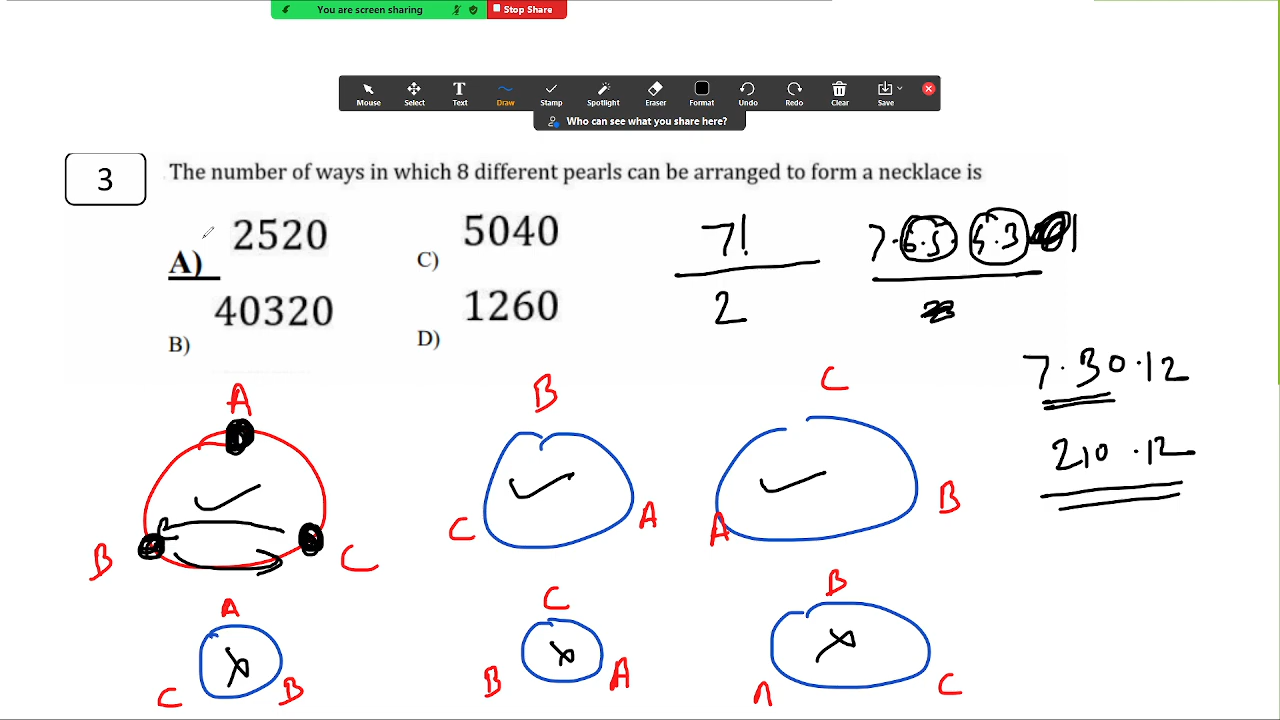 You are screen sharing Stop Share
Mouse Select Text Draw Stamp Spotlight Eraser Format Undo Redo Clear Save
Who can see what you share here?
3 The number of ways in which 8 different pearls can be arranged to form a necklace is
A) 2520
B) 40320
C) 5040
D) 1260
7!
2
7.6.5. 4.3 1
7.30.12
210.12
A
B
C
B
C
A
C
A
B
A
C
B
C
B
A
B
A
C